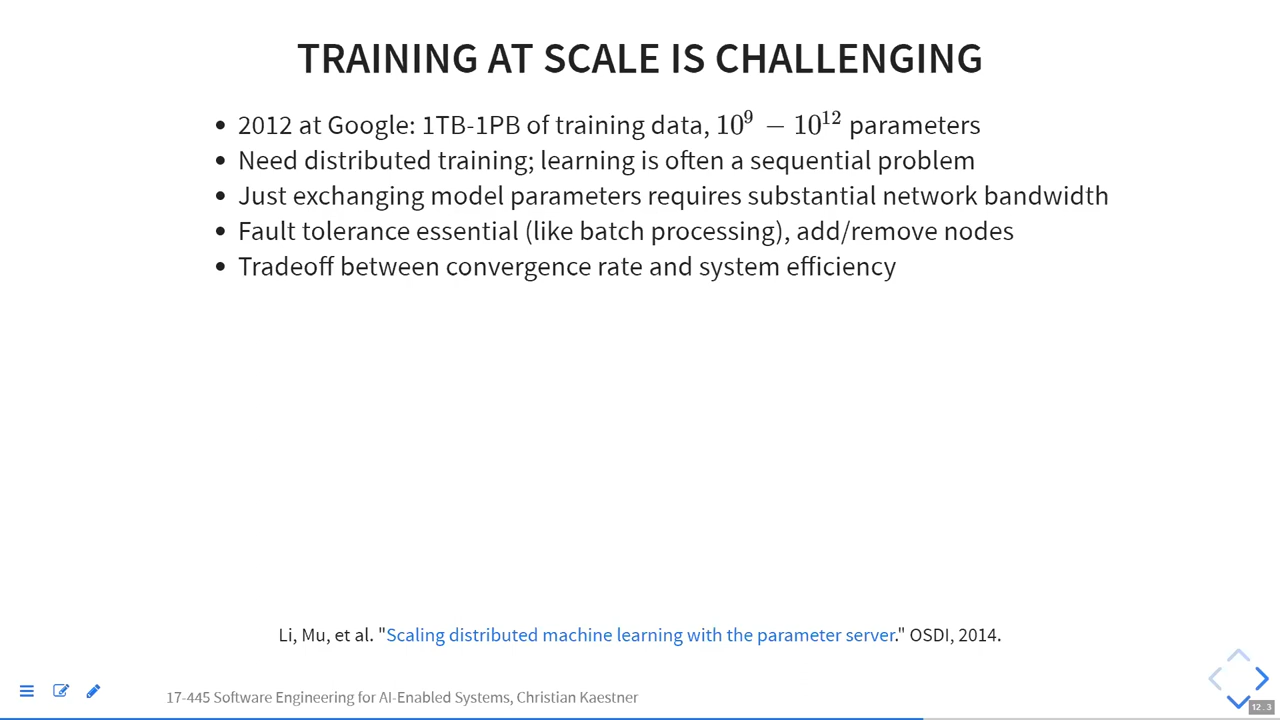 TRAINING AT SCALE IS CHALLENGING
2012 at Google: 1TB-1PB of training data, 10⁹ − 10¹² parameters
Need distributed training; learning is often a sequential problem
Just exchanging model parameters requires substantial network bandwidth
Fault tolerance essential (like batch processing), add/remove nodes
Tradeoff between convergence rate and system efficiency
Li, Mu, et al. "Scaling distributed machine learning with the parameter server." OSDI, 2014.
17-445 Software Engineering for AI-Enabled Systems, Christian Kaestner
12.3